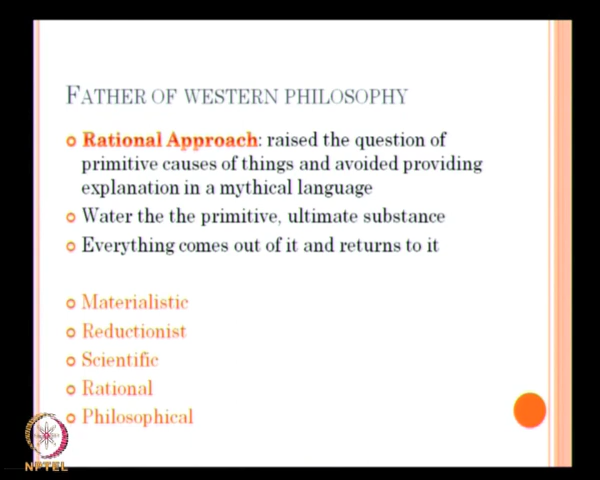 FATHER OF WESTERN PHILOSOPHY
Rational Approach: raised the question of
primitive causes of things and avoided providing
explanation in a mythical language
Water the the primitive, ultimate substance
Everything comes out of it and returns to it
Materialistic
Reductionist
Scientific
Rational
Philosophical
NPTEL